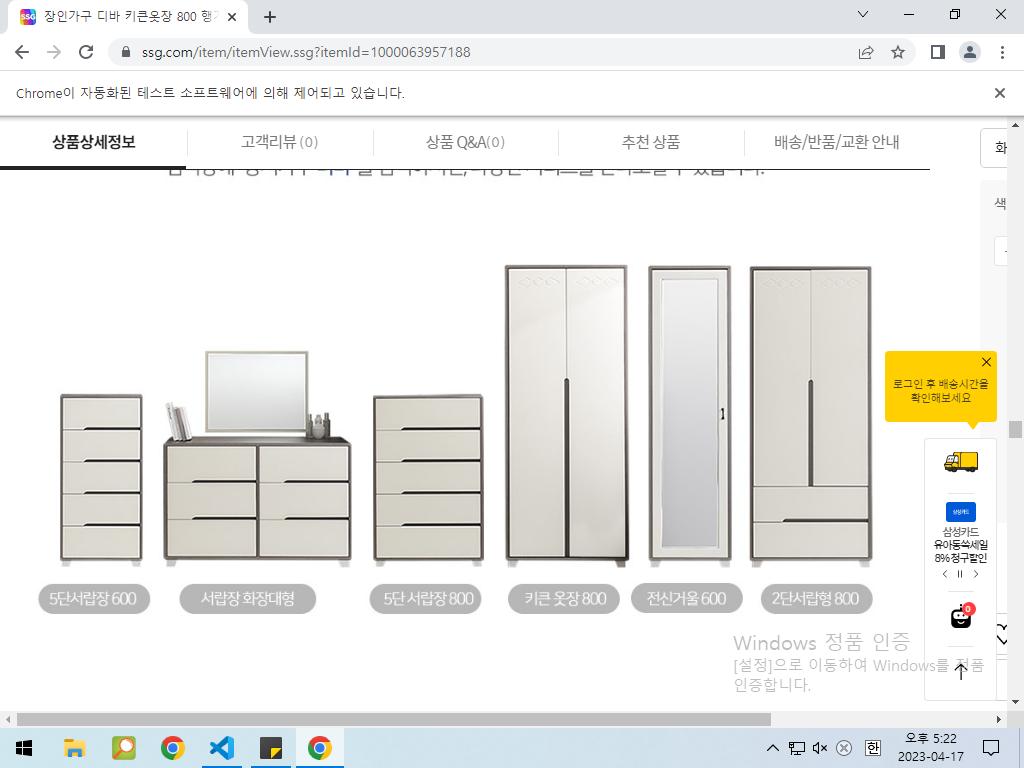 장인가구 디바 키큰옷장 800 행거
ssg.com/item/itemView.ssg?itemId=1000063957188
Chrome이 자동화된 테스트 소프트웨어에 의해 제어되고 있습니다.
상품상세정보
고객리뷰 (0)
상품 Q&A(0)
추천 상품
배송/반품/교환 안내
화
색
로그인 후 배송시간을
확인해보세요
삼성카드
삼성카드
유아동쓱세일
8% 청구할인
0
5단서랍장 600
서랍장 화장대형
5단 서랍장 800
키큰 옷장 800
전신거울 600
2단서랍형 800
Windows 정품 인증
[설정]으로 이동하여 Windows를 정품
인증합니다.
한
오후 5:22
2023-04-17